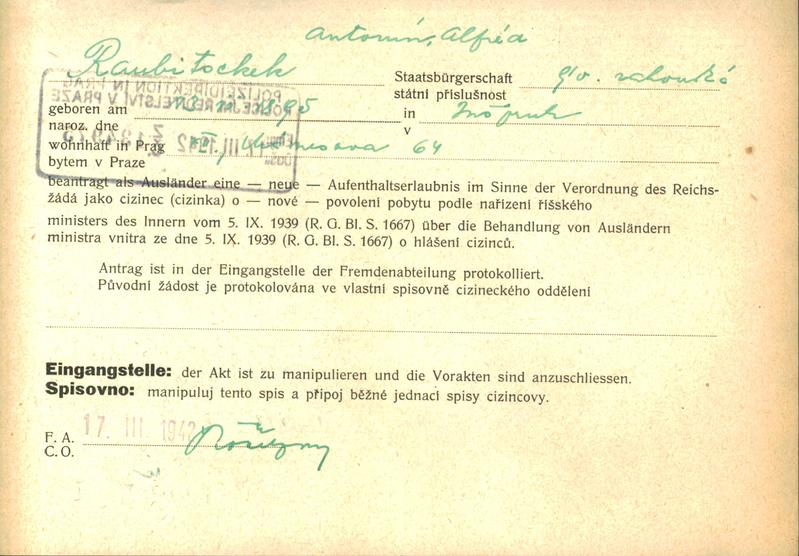 Antonín, Alfréd
Raubitschek
Staatsbürgerschaft
státní příslušnost
geboren am in
naroz. dne v
wohnhaft in Prag 64
bytem v Praze
beantragt als Ausländer eine — neue — Aufenthaltserlaubnis im Sinne der Verordnung des Reichs-
žádá jako cizinec (cizinka) o — nové — povolení pobytu podle nařízení říšského
ministers des Innern vom 5. IX. 1939 (R. G. Bl. S. 1667) über die Behandlung von Ausländern
ministra vnitra ze dne 5. IX. 1939 (R. G. Bl. S. 1667) o hlášení cizinců.
Antrag ist in der Eingangstelle der Fremdenabteilung protokolliert.
Původní žádost je protokolována ve vlastní spisovně cizineckého oddělení
Eingangstelle: der Akt ist zu manipulieren und die Vorakten sind anzuschliessen.
Spisovno: manipuluj tento spis a připoj běžné jednací spisy cizincovy.
17. III. 1942
F. A.
C. O.